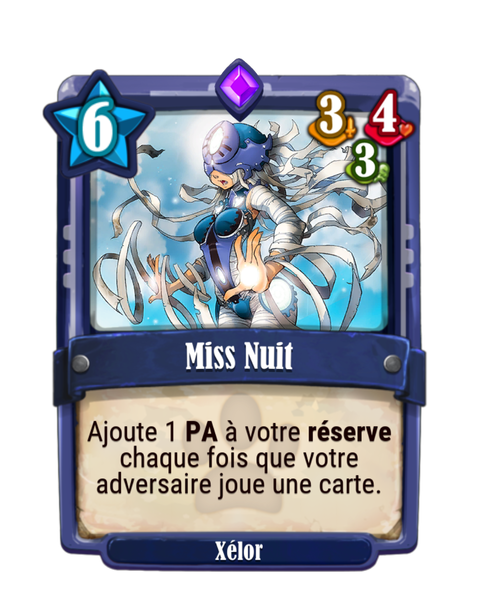 6
3
4
3
Miss Nuit
Ajoute 1 PA à votre réserve
chaque fois que votre
adversaire joue une carte.
Xélor